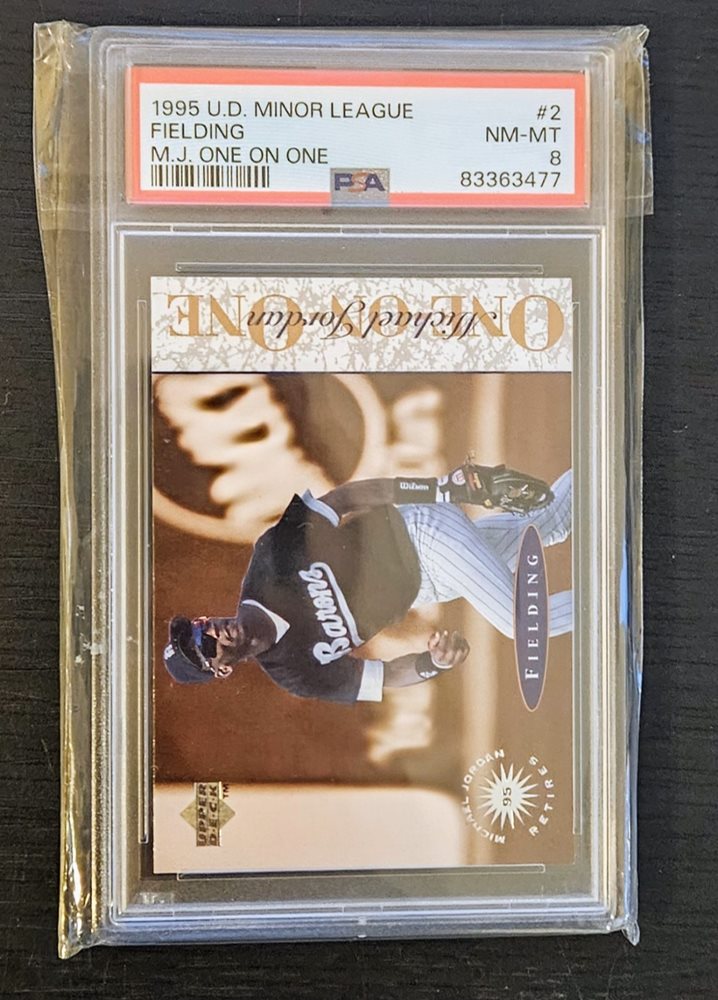 1995 U.D. MINOR LEAGUE #2
FIELDING NM-MT
M.J. ONE ON ONE 8
PSA 83363477
ONE ON ONE
Michael Jordan
Wilson
Barons
FIELDING
MICHAEL JORDAN
95
RETIRES
UPPER
DECK™